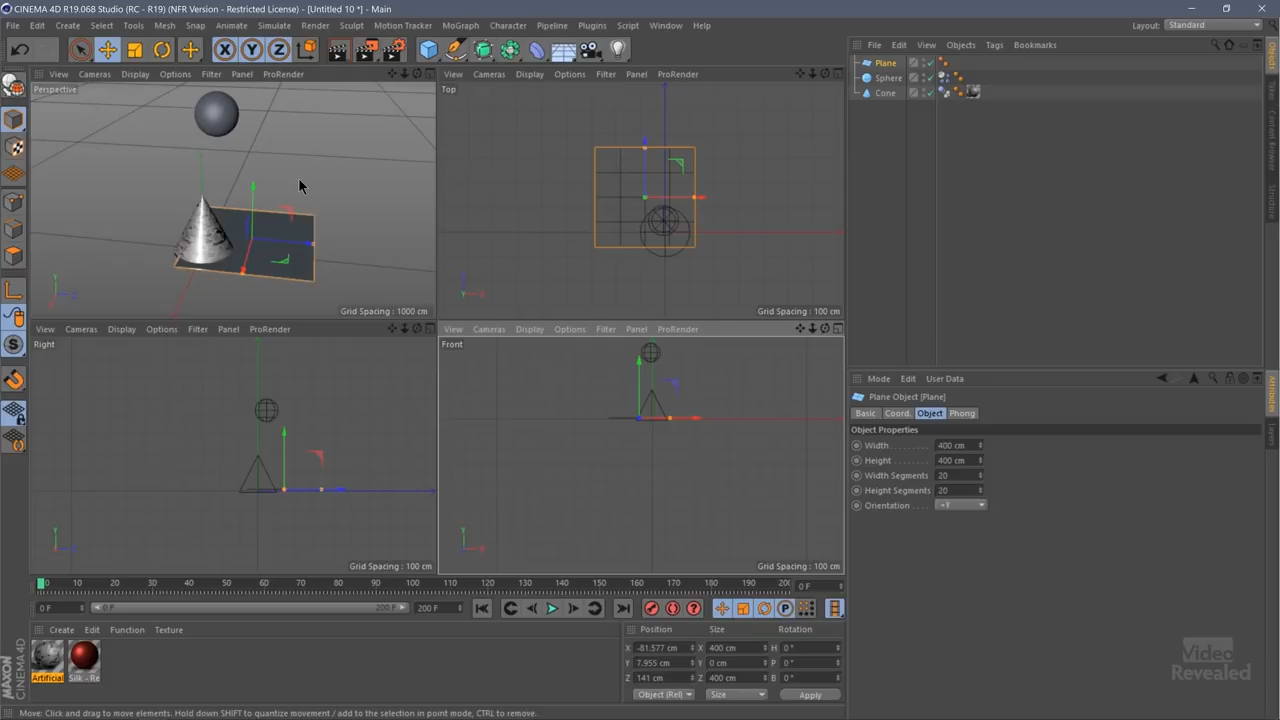 CINEMA 4D R19.068 Studio (RC - R19) (NFR Version - Restricted License) - [Untitled 10 *] - Main
File Edit Create Select Tools Mesh Snap Animate Simulate Render Sculpt Motion Tracker MoGraph Character Pipeline Plugins Script Window Help
Layout: Standard
X Y Z
File Edit View Objects Tags Bookmarks
Plane
Sphere
Cone
Objects
Takes
Content Browser
Structure
View Cameras Display Options Filter Panel ProRender
Perspective
Grid Spacing : 1000 cm
View Cameras Display Options Filter Panel ProRender
Top
Grid Spacing : 100 cm
View Cameras Display Options Filter Panel ProRender
Right
Grid Spacing : 100 cm
View Cameras Display Options Filter Panel ProRender
Front
Grid Spacing : 100 cm
Mode Edit User Data
Plane Object [Plane]
Basic Coord. Object Phong
Object Properties
Width 400 cm
Height 400 cm
Width Segments 20
Height Segments 20
Orientation +Y
Attributes
Layers
0 10 20 30 40 50 60 70 80 90 100 110 120 130 140 150 160 170 180 190 200
0 F
0 F 0 F 200 F 200 F
Create Edit Function Texture
Artificial Silk - Re
Position Size Rotation
X -81.577 cm X 400 cm H 0 °
Y 7.955 cm Y 0 cm P 0 °
Z 141 cm Z 400 cm B 0 °
Object (Rel) Size Apply
MAXON
CINEMA 4D
Video
Revealed
Move: Click and drag to move elements. Hold down SHIFT to quantize movement / add to the selection in point mode, CTRL to remove.